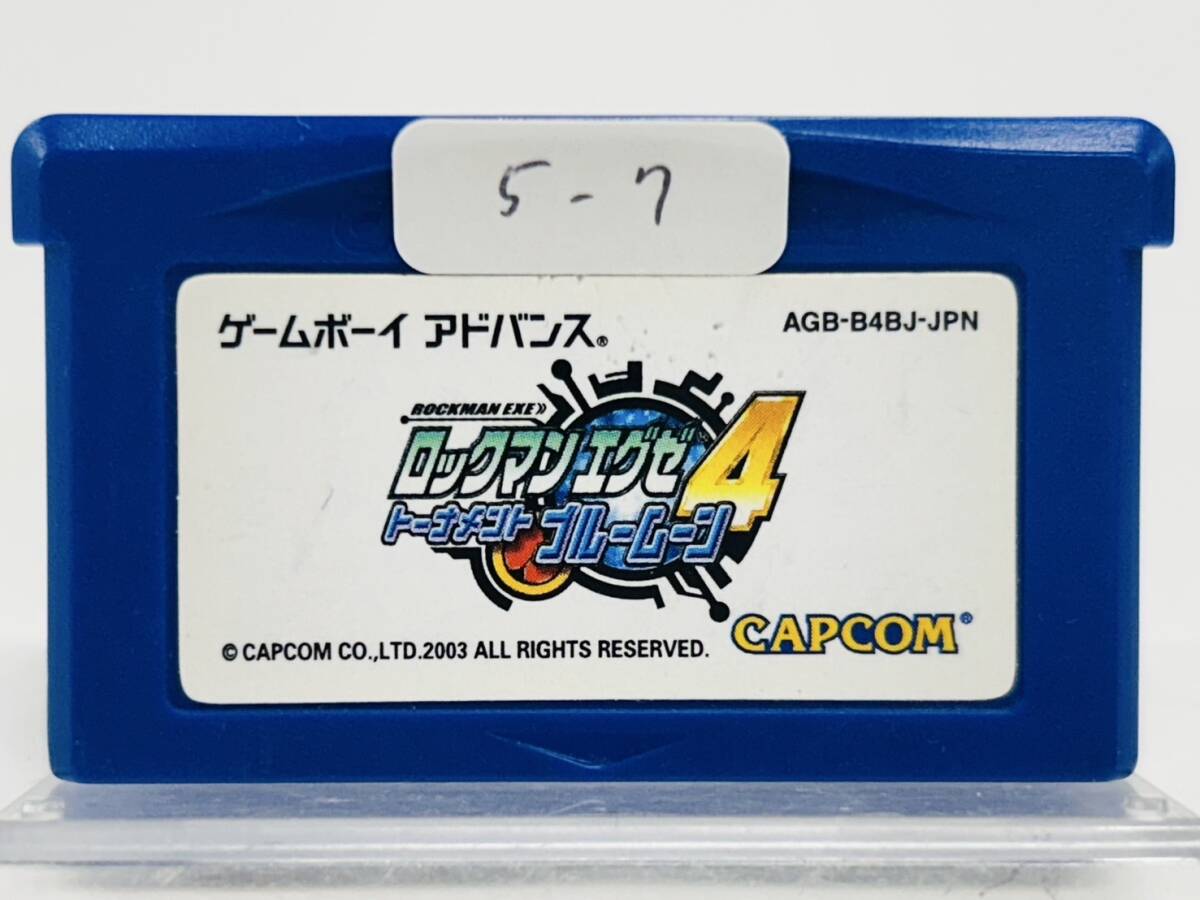 5-7
ゲームボーイ アドバンス®
AGB-B4BJ-JPN
ROCKMAN EXE
ロックマン エグゼ® 4
トーナメント ブルームーン
© CAPCOM CO.,LTD.2003 ALL RIGHTS RESERVED.
CAPCOM®